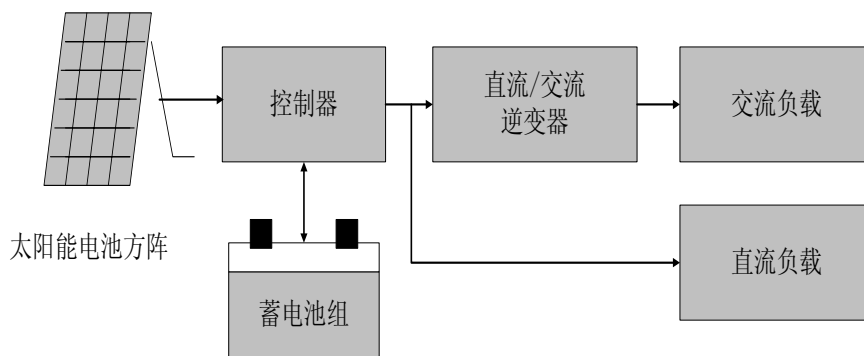 控制器
直流/交流
逆变器
交流负载
太阳能电池方阵
蓄电池组
直流负载